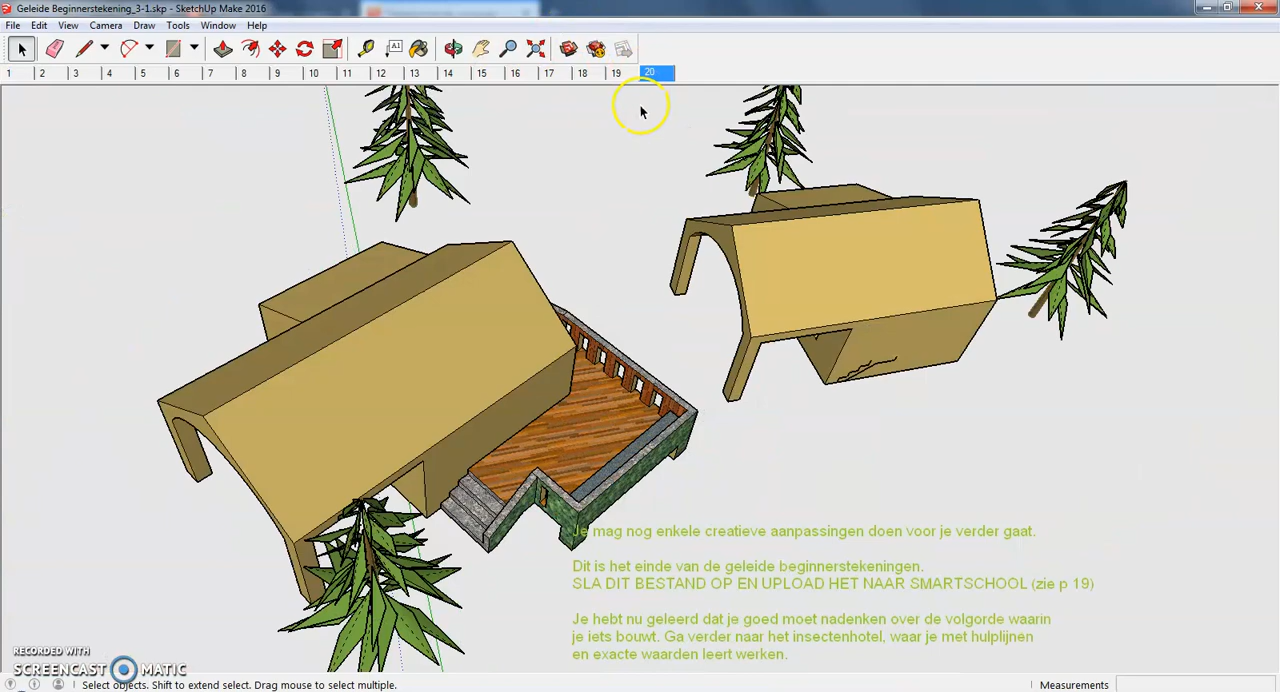 Geleide Beginnerstekening_3-1.skp - SketchUp Make 2016
File Edit View Camera Draw Tools Window Help
A1
1 2 3 4 5 6 7 8 9 10 11 12 13 14 15 16 17 18 19 20
Je mag nog enkele creatieve aanpassingen doen voor je verder gaat.
Dit is het einde van de geleide beginnerstekeningen.
SLA DIT BESTAND OP EN UPLOAD HET NAAR SMARTSCHOOL (zie p 19)
Je hebt nu geleerd dat je goed moet nadenken over de volgorde waarin
je iets bouwt. Ga verder naar het insectenhotel, waar je met hulplijnen
en exacte waarden leert werken.
RECORDED WITH
SCREENCAST MATIC
Select objects. Shift to extend select. Drag mouse to select multiple. Measurements